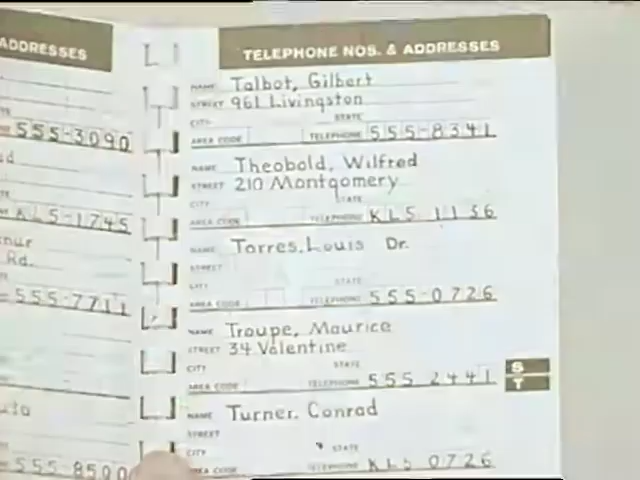 ADDRESSES
555-3090
KL5-1745
Rd.
555-7711
555-8500
TELEPHONE NOS. & ADDRESSES
NAME Talbot, Gilbert
STREET 961 Livingston
CITY STATE
AREA CODE TELEPHONE 555-8341
NAME Theobold, Wilfred
STREET 210 Montgomery
CITY STATE
AREA CODE TELEPHONE KL5 1136
NAME Torres, Louis Dr.
STREET
CITY STATE
AREA CODE TELEPHONE 555-0726
NAME Troupe, Maurice
STREET 34 Valentine
CITY STATE
AREA CODE TELEPHONE 555 2441
S
T
NAME Turner, Conrad
STREET
CITY STATE
AREA CODE TELEPHONE KL5 0726